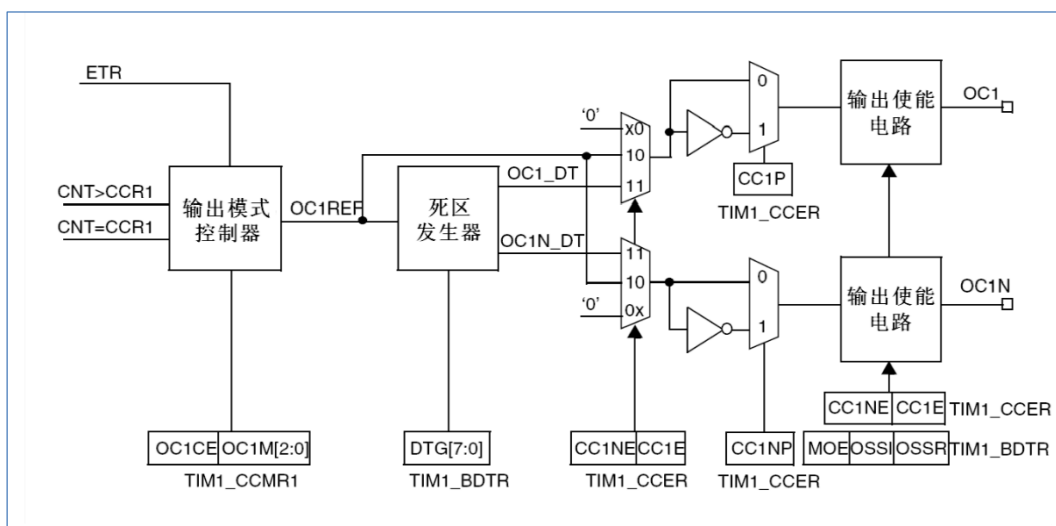 ETR
CNT>CCR1
CNT=CCR1
输出模式
控制器
OC1REF
死区
发生器
OC1_DT
OC1N_DT
‘0’
x0
10
11
11
10
0x
‘0’
0
1
CC1P
TIM1_CCER
0
1
输出使能
电路
OC1
输出使能
电路
OC1N
CC1NE CC1E TIM1_CCER
OC1CE OC1M[2:0]
TIM1_CCMR1
DTG[7:0]
TIM1_BDTR
CC1NE CC1E
TIM1_CCER
CC1NP
TIM1_CCER
MOE OSSI OSSR TIM1_BDTR